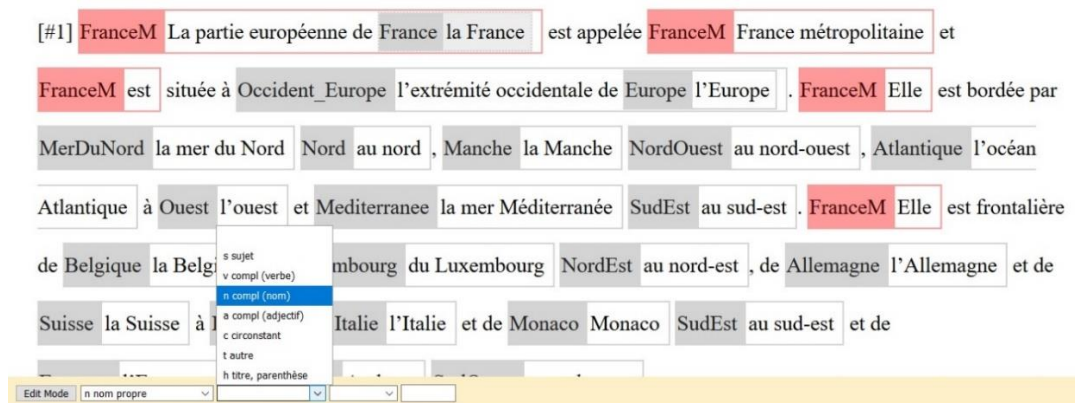 [#1] FranceM La partie européenne de France la France est appelée FranceM France métropolitaine et
FranceM est située à Occident_Europe l’extrémité occidentale de Europe l’Europe . FranceM Elle est bordée par
MerDuNord la mer du Nord Nord au nord , Manche la Manche NordOuest au nord-ouest , Atlantique l’océan
Atlantique à Ouest l’ouest et Mediterranee la mer Méditerranée SudEst au sud-est . FranceM Elle est frontalière
de Belgique la Belgi mbourg du Luxembourg NordEst au nord-est , de Allemagne l’Allemagne et de
Suisse la Suisse à Italie l’Italie et de Monaco Monaco SudEst au sud-est et de
s sujet
v compl (verbe)
n compl (nom)
a compl (adjectif)
c circonstant
t autre
h titre, parenthèse
Edit Mode n nom propre